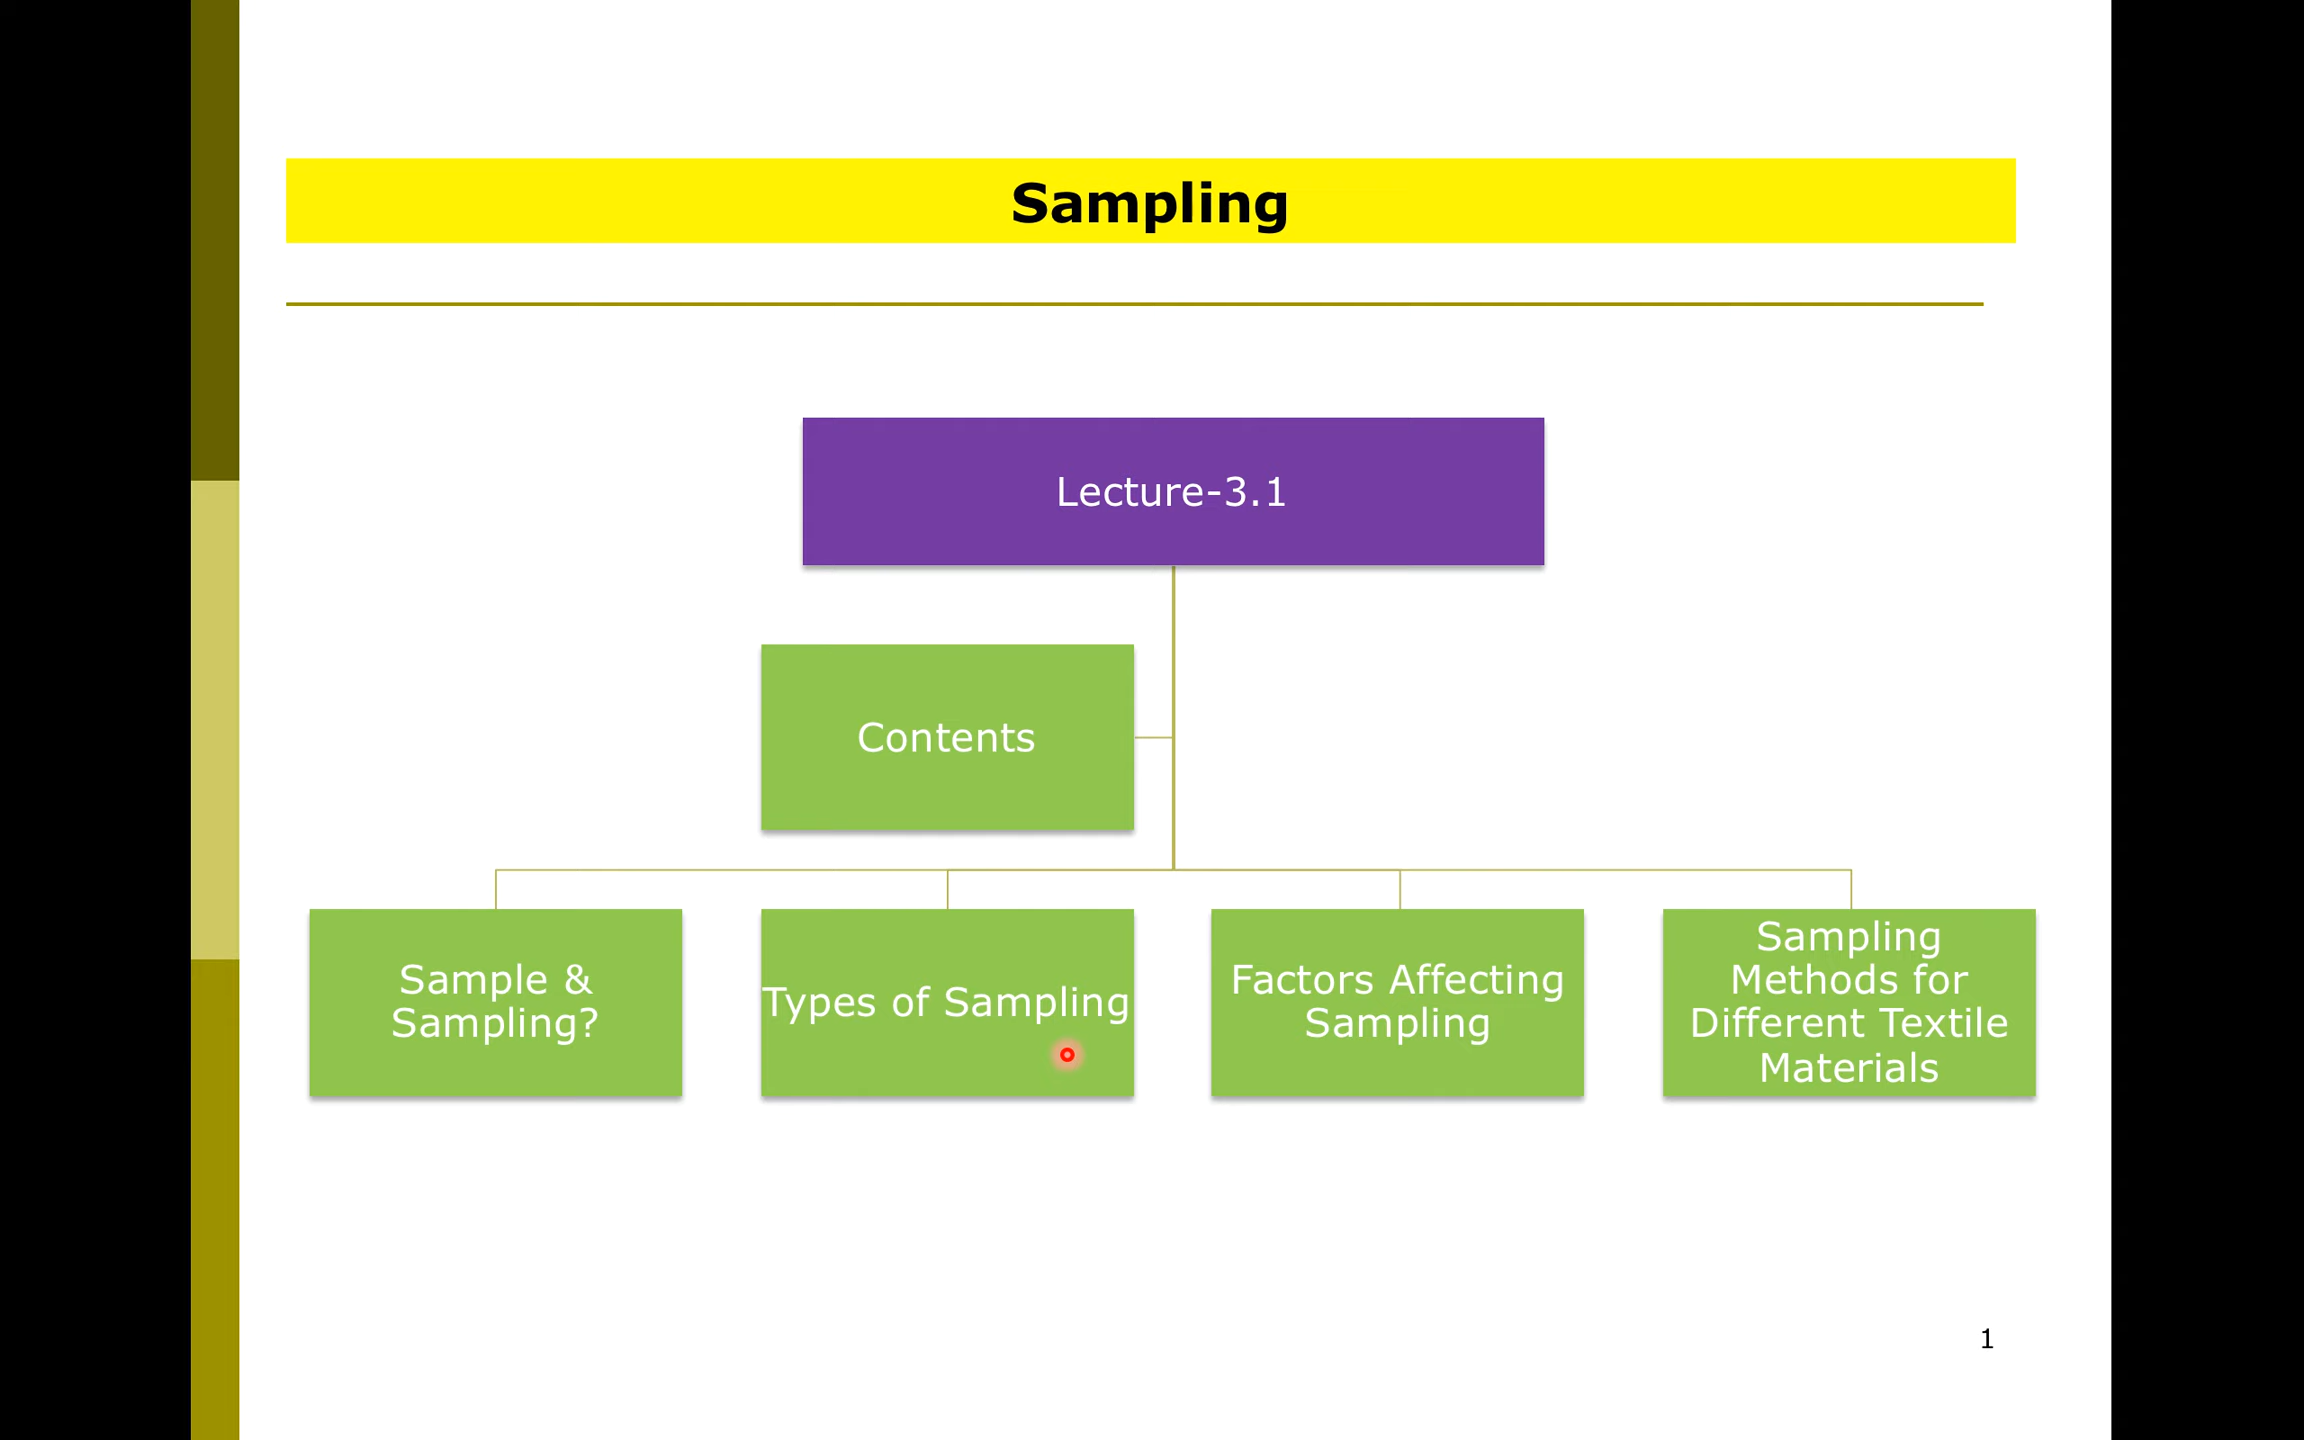 Sampling
Lecture-3.1
Contents
Sample &
Sampling?
Types of Sampling
Factors Affecting
Sampling
Sampling
Methods for
Different Textile
Materials
1